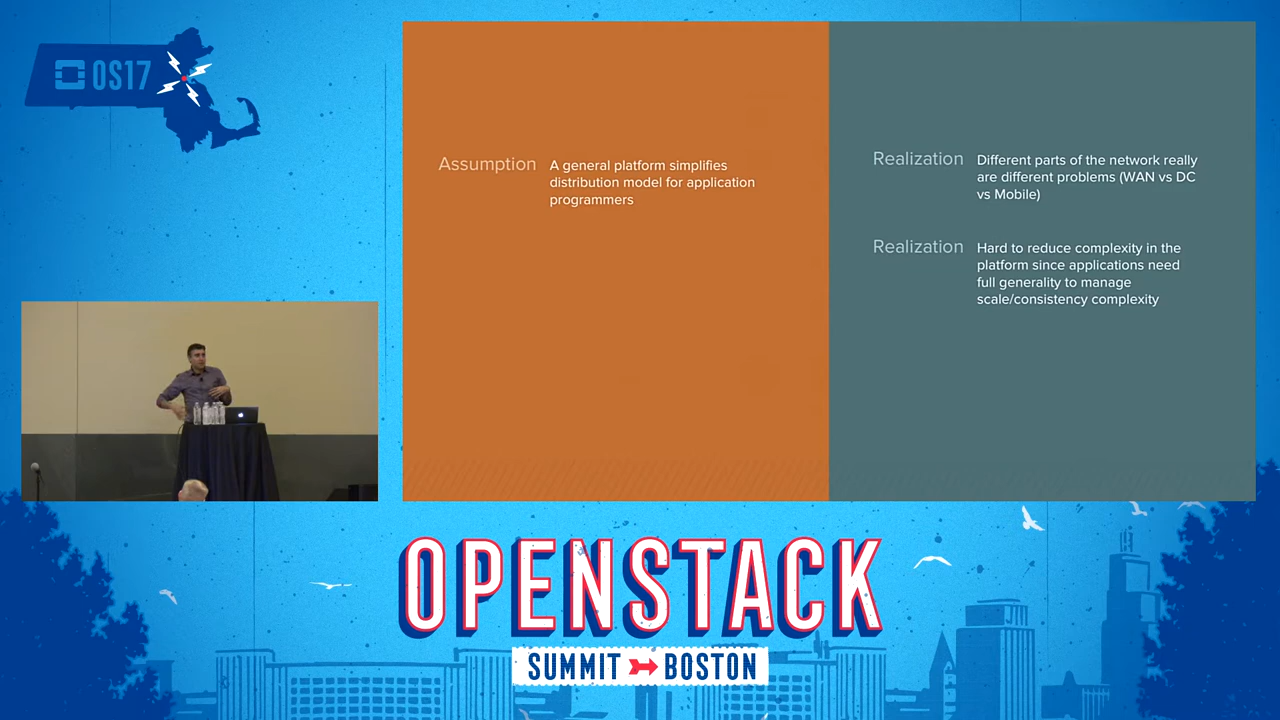 OS17
Assumption
A general platform simplifies
distribution model for application
programmers
Realization
Different parts of the network really
are different problems (WAN vs DC
vs Mobile)
Realization
Hard to reduce complexity in the
platform since applications need
full generality to manage
scale/consistency complexity
OPENSTACK
SUMMIT BOSTON